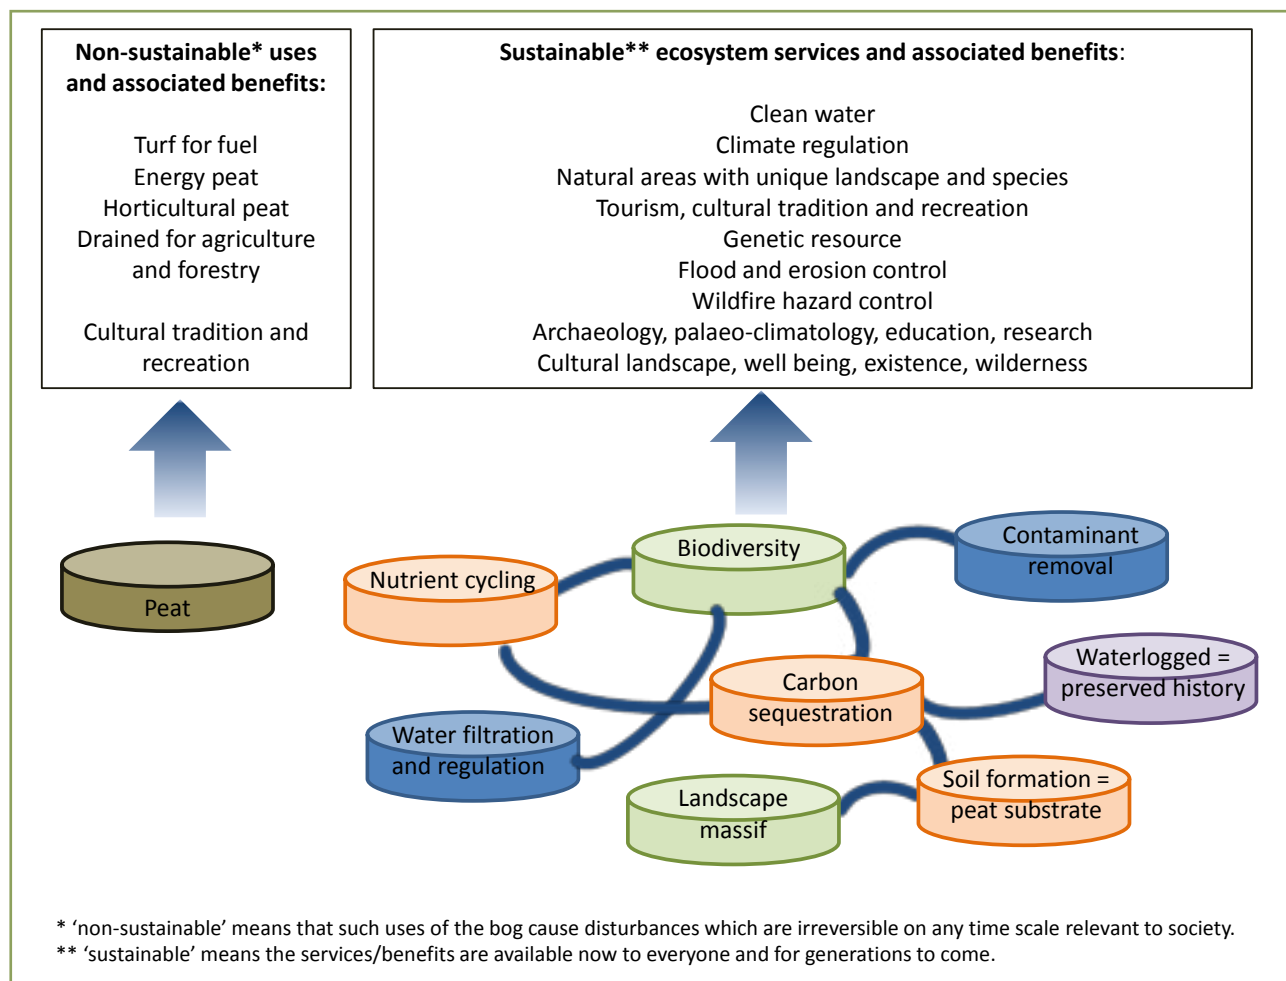 Non-sustainable* uses
and associated benefits:
Turf for fuel
Energy peat
Horticultural peat
Drained for agriculture
and forestry
Cultural tradition and
recreation
Sustainable** ecosystem services and associated benefits:
Clean water
Climate regulation
Natural areas with unique landscape and species
Tourism, cultural tradition and recreation
Genetic resource
Flood and erosion control
Wildfire hazard control
Archaeology, palaeo-climatology, education, research
Cultural landscape, well being, existence, wilderness
Peat
Nutrient cycling
Biodiversity
Contaminant
removal
Carbon
sequestration
Waterlogged =
preserved history
Water filtration
and regulation
Landscape
massif
Soil formation =
peat substrate
* ‘non-sustainable’ means that such uses of the bog cause disturbances which are irreversible on any time scale relevant to society.
** ‘sustainable’ means the services/benefits are available now to everyone and for generations to come.